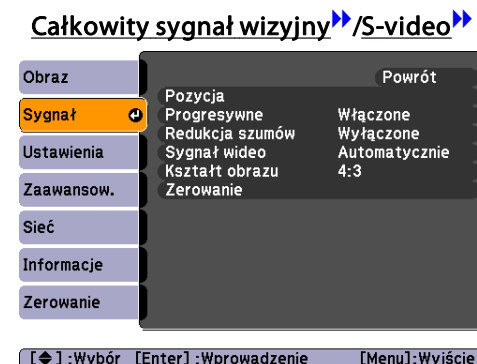 Całkowity sygnał wizyjny/S-video
Obraz
Sygnał
Ustawienia
Zaawansow.
Sieć
Informacje
Zerowanie
Powrót
Pozycja
Progresywne Włączone
Redukcja szumów Wyłączone
Sygnał wideo Automatycznie
Kształt obrazu 4:3
Zerowanie
[◆] :Wybór [Enter] :Wprowadzenie [Menu]:Wyjście